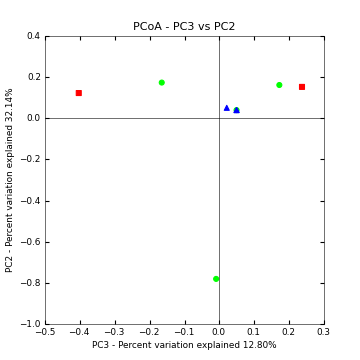 PCoA - PC3 vs PC2
PC2 - Percent variation explained 32.14%
0.4
0.2
0.0
−0.2
−0.4
−0.6
−0.8
−1.0
−0.5 −0.4 −0.3 −0.2 −0.1 0.0 0.1 0.2 0.3
PC3 - Percent variation explained 12.80%